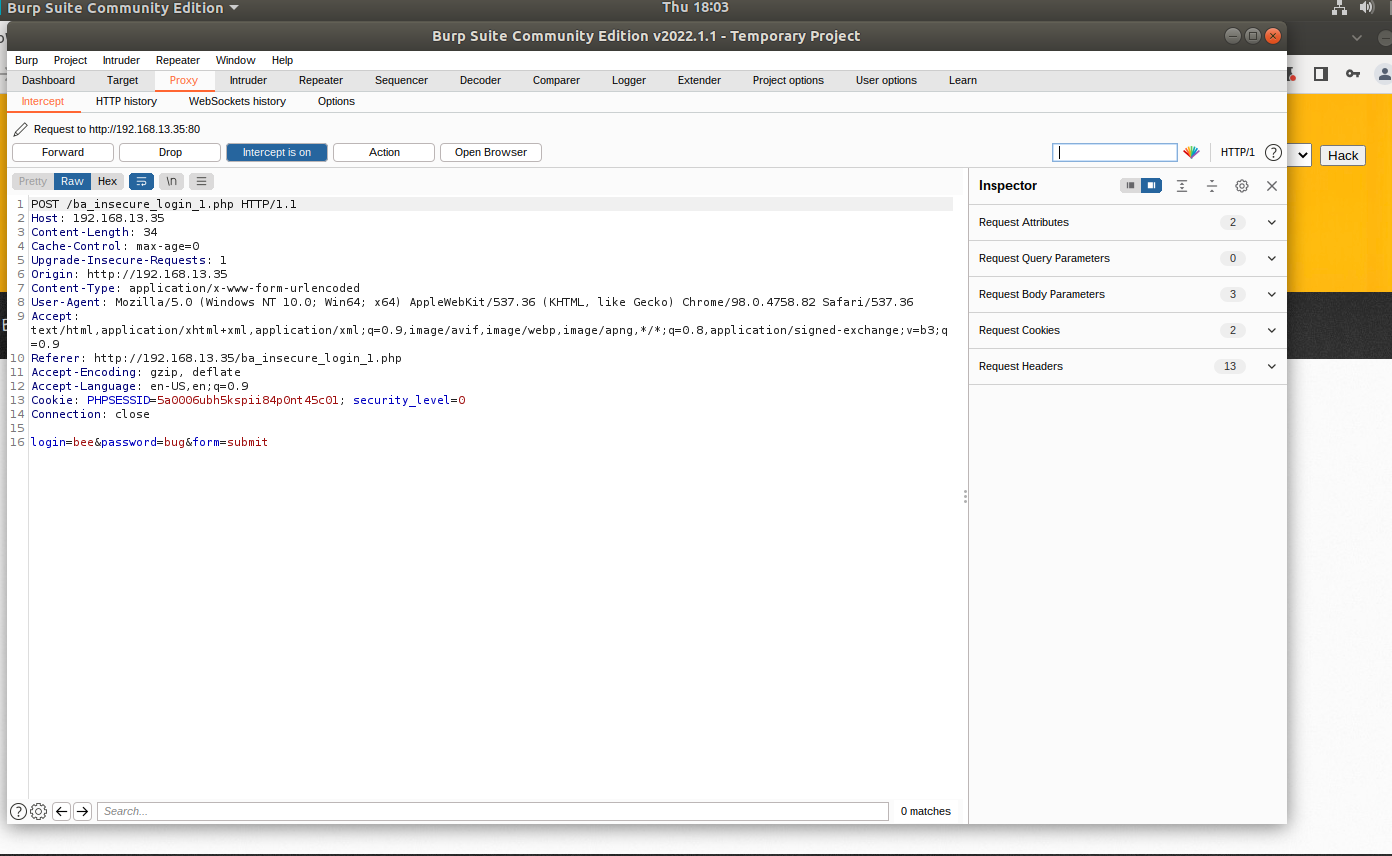 Burp Suite Community Edition
Thu 18:03
Burp Suite Community Edition v2022.1.1 - Temporary Project
Burp Project Intruder Repeater Window Help
Dashboard Target Proxy Intruder Repeater Sequencer Decoder Comparer Logger Extender Project options User options Learn
Intercept HTTP history WebSockets history Options
Request to http://192.168.13.35:80
Forward Drop Intercept is on Action Open Browser HTTP/1 ?
Hack
Pretty Raw Hex \n
Inspector
1 POST /ba_insecure_login_1.php HTTP/1.1
2 Host: 192.168.13.35
3 Content-Length: 34
4 Cache-Control: max-age=0
5 Upgrade-Insecure-Requests: 1
6 Origin: http://192.168.13.35
7 Content-Type: application/x-www-form-urlencoded
8 User-Agent: Mozilla/5.0 (Windows NT 10.0; Win64; x64) AppleWebKit/537.36 (KHTML, like Gecko) Chrome/98.0.4758.82 Safari/537.36
9 Accept:
text/html,application/xhtml+xml,application/xml;q=0.9,image/avif,image/webp,image/apng,*/*;q=0.8,application/signed-exchange;v=b3;q
=0.9
10 Referer: http://192.168.13.35/ba_insecure_login_1.php
11 Accept-Encoding: gzip, deflate
12 Accept-Language: en-US,en;q=0.9
13 Cookie: PHPSESSID=5a0006ubh5kspii84p0nt45c01; security_level=0
14 Connection: close
15
16 login=bee&password=bug&form=submit
Request Attributes 2
Request Query Parameters 0
Request Body Parameters 3
Request Cookies 2
Request Headers 13
? Search... 0 matches